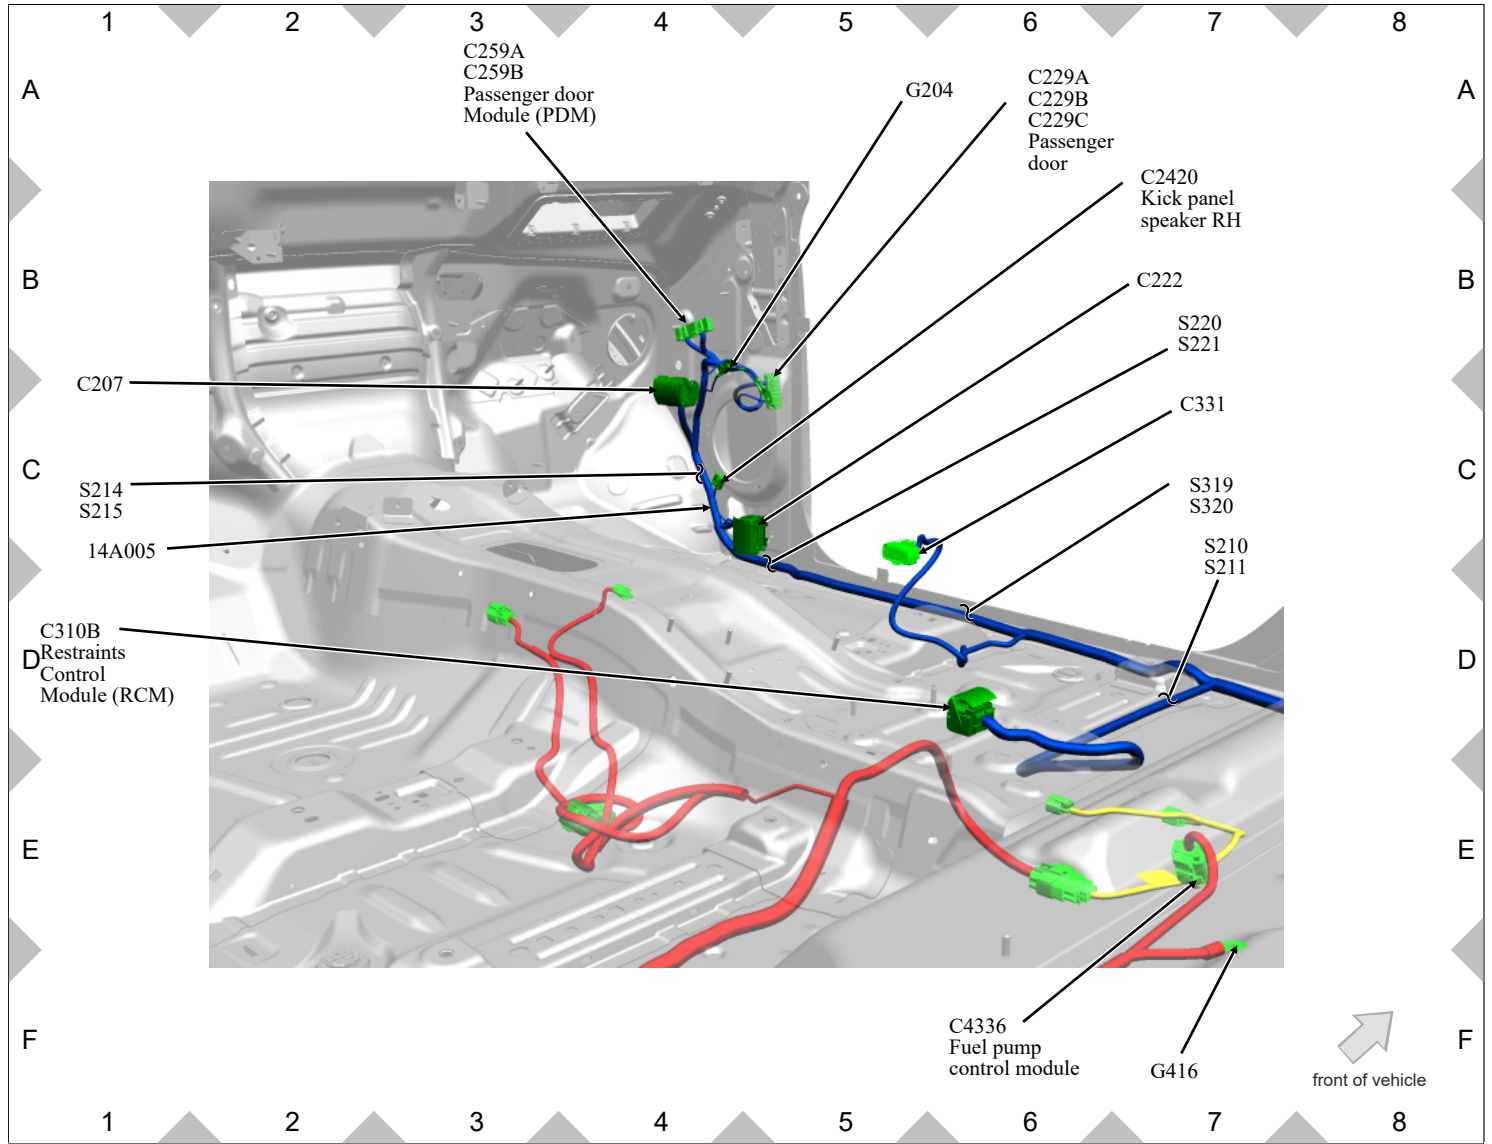 1 2 3 4 5 6 7 8
A A
B B
C C
D D
E E
F F
C259A
C259B
Passenger door
Module (PDM)
G204
C229A
C229B
C229C
Passenger
door
C2420
Kick panel
speaker RH
C222
S220
S221
C207
C331
S214
S215
S319
S320
14A005
S210
S211
C310B
Restraints
Control
Module (RCM)
C4336
Fuel pump
control module
G416
front of vehicle
1 2 3 4 5 6 7 8